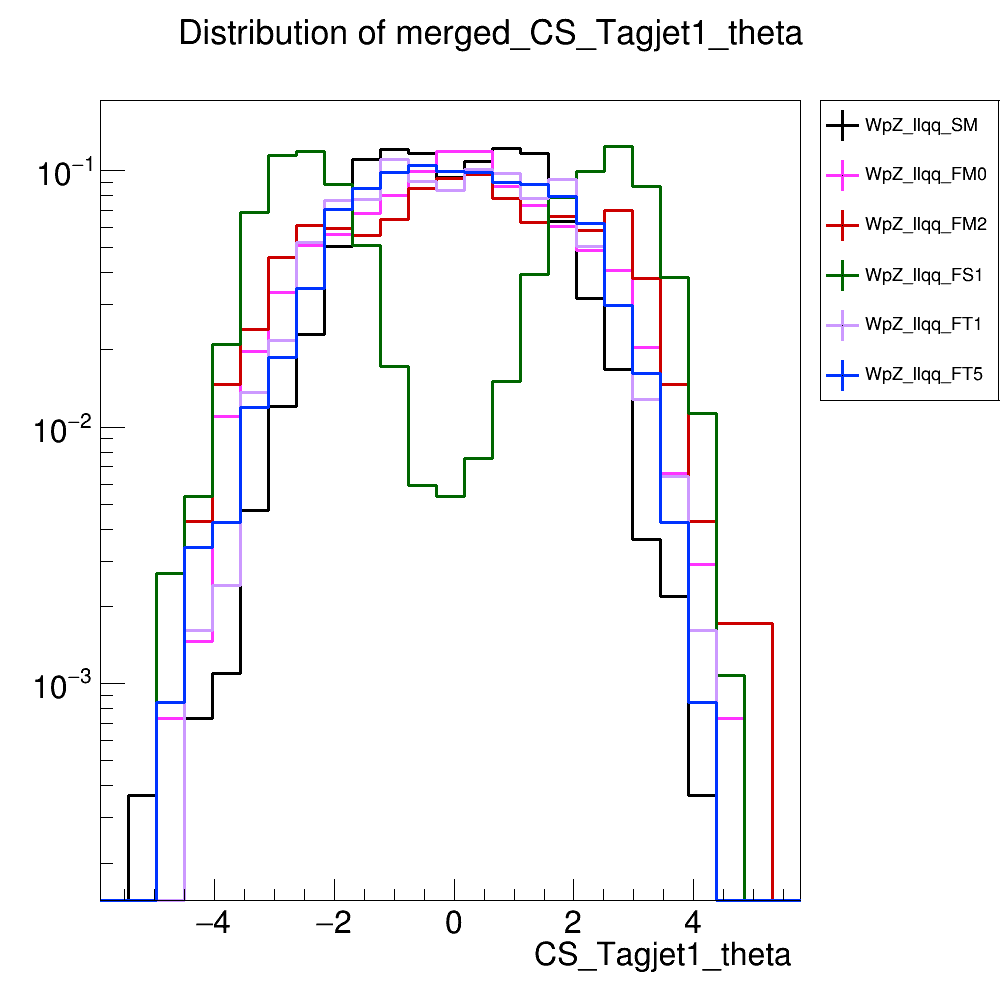 Distribution of merged_CS_Tagjet1_theta
WpZ_llqq_SM
WpZ_llqq_FM0
WpZ_llqq_FM2
WpZ_llqq_FS1
WpZ_llqq_FT1
WpZ_llqq_FT5
10⁻¹
10⁻²
10⁻³
−4 −2 0 2 4
CS_Tagjet1_theta